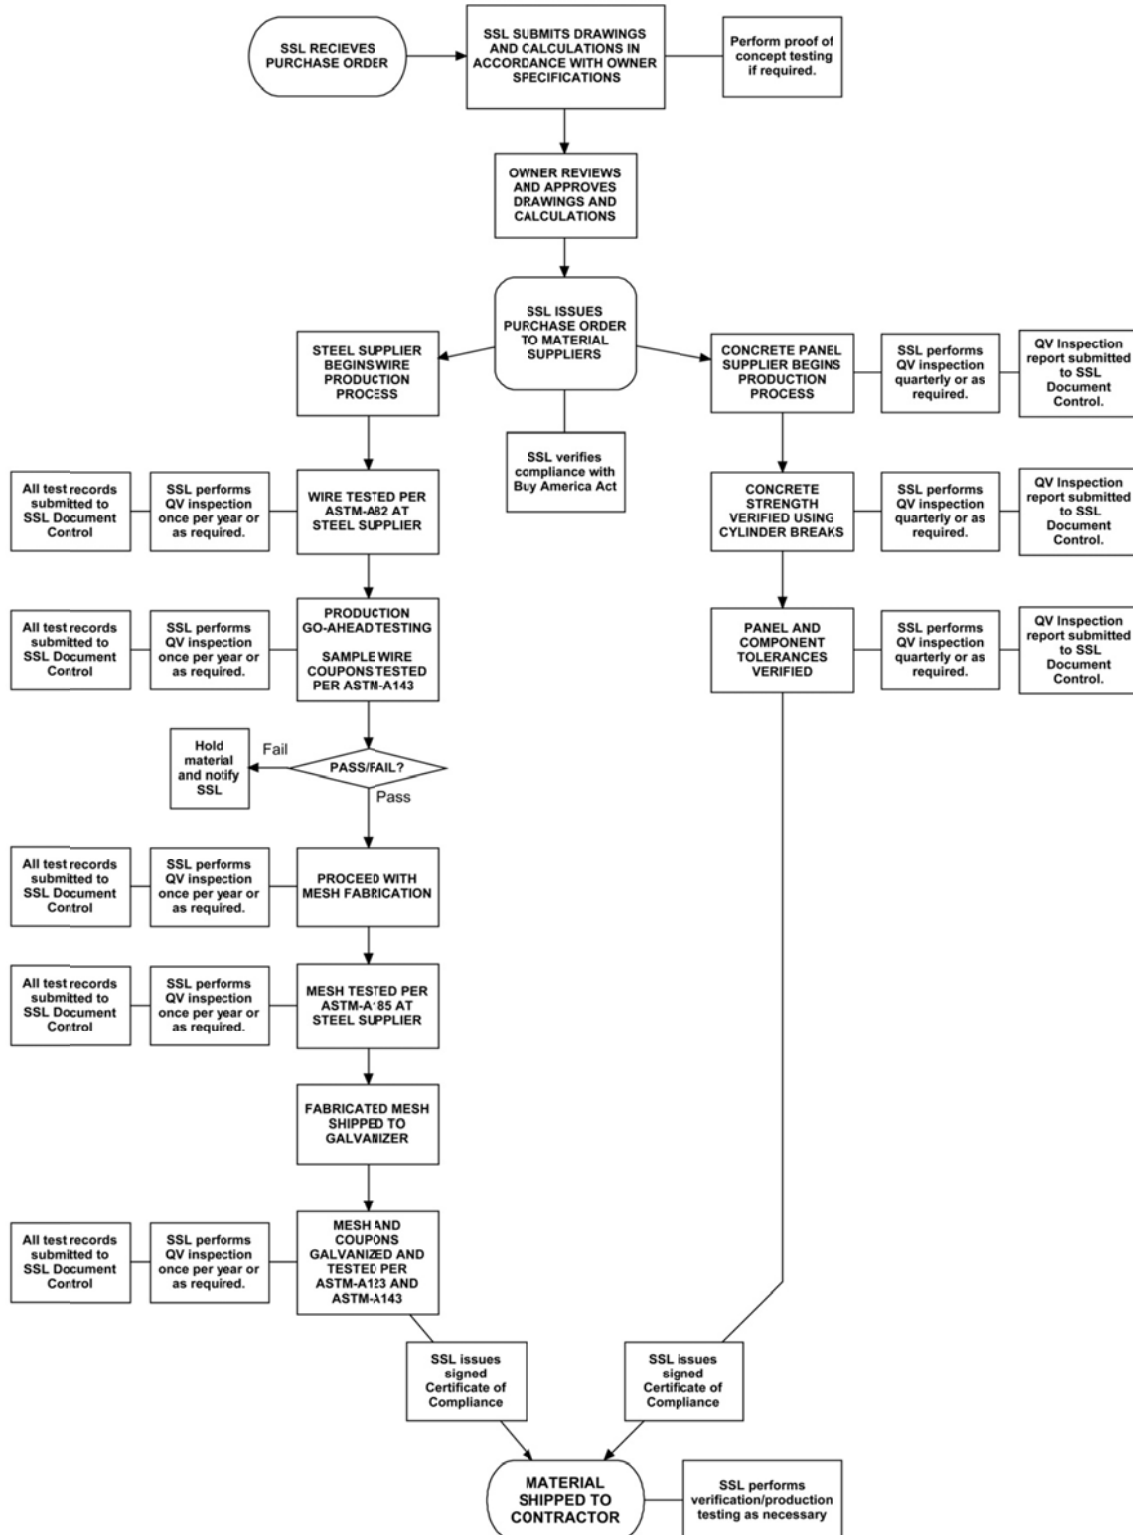 SSL RECIEVES
PURCHASE ORDER
SSL SUBMITS DRAWINGS
AND CALCULATIONS IN
ACCORDANCE WITH OWNER
SPECIFICATIONS
Perform proof of
concept testing
if required.
OWNER REVIEWS
AND APPROVES
DRAWINGS AND
CALCULATIONS
SSL ISSUES
PURCHASE ORDER
TO MATERIAL
SUPPLIERS
STEEL SUPPLIER
BEGINS WIRE
PRODUCTION
PROCESS
CONCRETE PANEL
SUPPLIER BEGINS
PRODUCTION
PROCESS
SSL performs
QV inspection
quarterly or as
required.
QV Inspection
report submitted
to SSL
Document
Control.
SSL verifies
compliance with
Buy America Act
All test records
submitted to
SSL Document
Control
SSL performs
QV inspection
once per year or
as required.
WIRE TESTED PER
ASTM-A82 AT
STEEL SUPPLIER
CONCRETE
STRENGTH
VERIFIED USING
CYLINDER BREAKS
SSL performs
QV inspection
quarterly or as
required.
QV Inspection
report submitted
to SSL
Document
Control.
All test records
submitted to
SSL Document
Control
SSL performs
QV inspection
once per year or
as required.
PRODUCTION
GO-AHEAD TESTING
SAMPLE WIRE
COUPONS TESTED
PER ASTM-A143
PANEL AND
COMPONENT
TOLERANCES
VERIFIED
SSL performs
QV inspection
quarterly or as
required.
QV Inspection
report submitted
to SSL
Document
Control.
Hold
material
and notify
SSL
Fail
PASS/FAIL?
Pass
All test records
submitted to
SSL Document
Control
SSL performs
QV inspection
once per year or
as required.
PROCEED WITH
MESH FABRICATION
All test records
submitted to
SSL Document
Control
SSL performs
QV inspection
once per year or
as required.
MESH TESTED PER
ASTM-A185 AT
STEEL SUPPLIER
FABRICATED MESH
SHIPPED TO
GALVANIZER
All test records
submitted to
SSL Document
Control
SSL performs
QV inspection
once per year or
as required.
MESH AND
COUPONS
GALVANIZED AND
TESTED PER
ASTM-A123 AND
ASTM-A143
SSL issues
signed
Certificate of
Compliance
SSL issues
signed
Certificate of
Compliance
MATERIAL
SHIPPED TO
CONTRACTOR
SSL performs
verification/production
testing as necessary